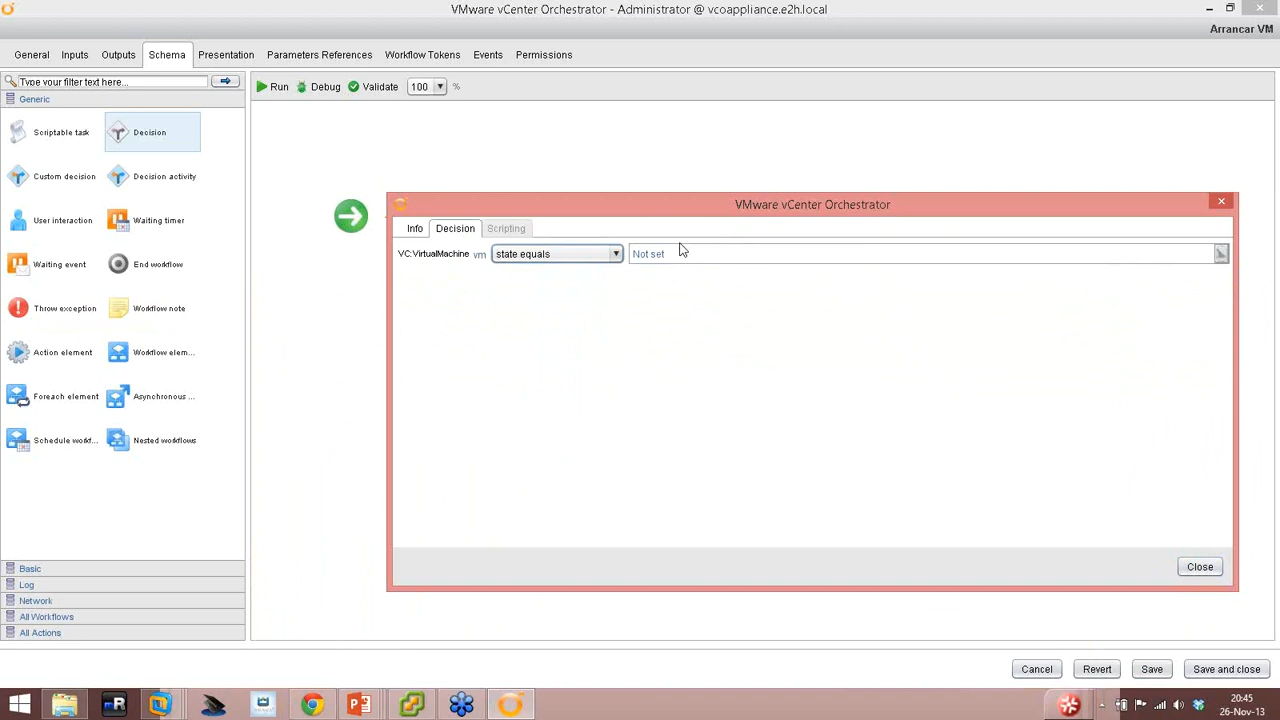 VMware vCenter Orchestrator - Administrator @ vcoappliance.e2h.local
Arrancar VM
General Inputs Outputs Schema Presentation Parameters References Workflow Tokens Events Permissions
Type your filter text here...
Run Debug Validate 100 %
Generic
Scriptable task Decision
Custom decision Decision activity
User interaction Waiting timer
Waiting event End workflow
Throw exception Workflow note
Action element Workflow elem...
Foreach element Asynchronous ...
Schedule workf... Nested workflows
Basic
Log
Network
All Workflows
All Actions
VMware vCenter Orchestrator
Info Decision Scripting
VC:VirtualMachine vm state equals Not set
Close
Cancel Revert Save Save and close
20:45
26-Nov-13